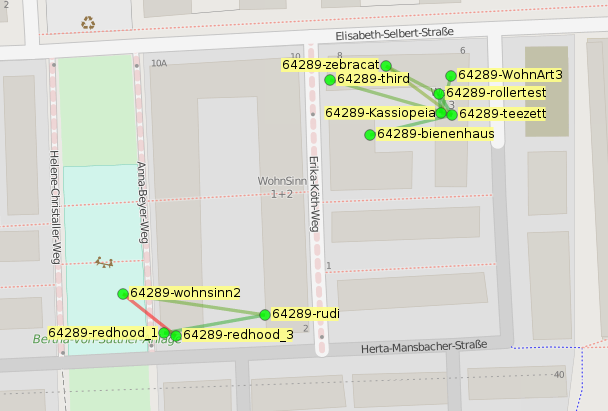 2
Elisabeth-Selbert-Straße
10A
10
8
6
64289-zebracat
64289-third
64289-WohnArt3
64289-rollertest
64289-Kassiopeia
64289-teezett
64289-bienenhaus
Helene-Christaller-Weg
Anna-Beyer-Weg
Erika-Köth-Weg
WohnSinn
1+2
1
64289-wohnsinn2
64289-rudi
64289-redhood_1
64289-redhood_3
2
Herta-Mansbacher-Straße
40